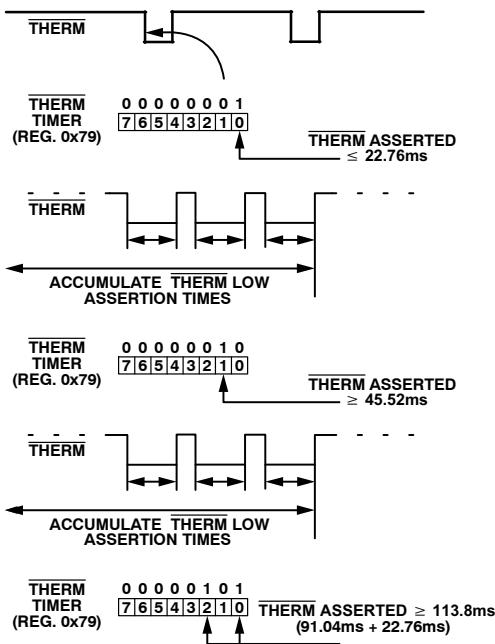 THERM
THERM
TIMER
(REG. 0x79)
0 0 0 0 0 0 0 1
7 6 5 4 3 2 1 0
THERM ASSERTED
≤ 22.76ms
THERM
ACCUMULATE THERM LOW
ASSERTION TIMES
THERM
TIMER
(REG. 0x79)
0 0 0 0 0 0 1 0
7 6 5 4 3 2 1 0
THERM ASSERTED
≥ 45.52ms
THERM
ACCUMULATE THERM LOW
ASSERTION TIMES
THERM
TIMER
(REG. 0x79)
0 0 0 0 0 1 0 1
7 6 5 4 3 2 1 0
THERM ASSERTED ≥ 113.8ms
(91.04ms + 22.76ms)